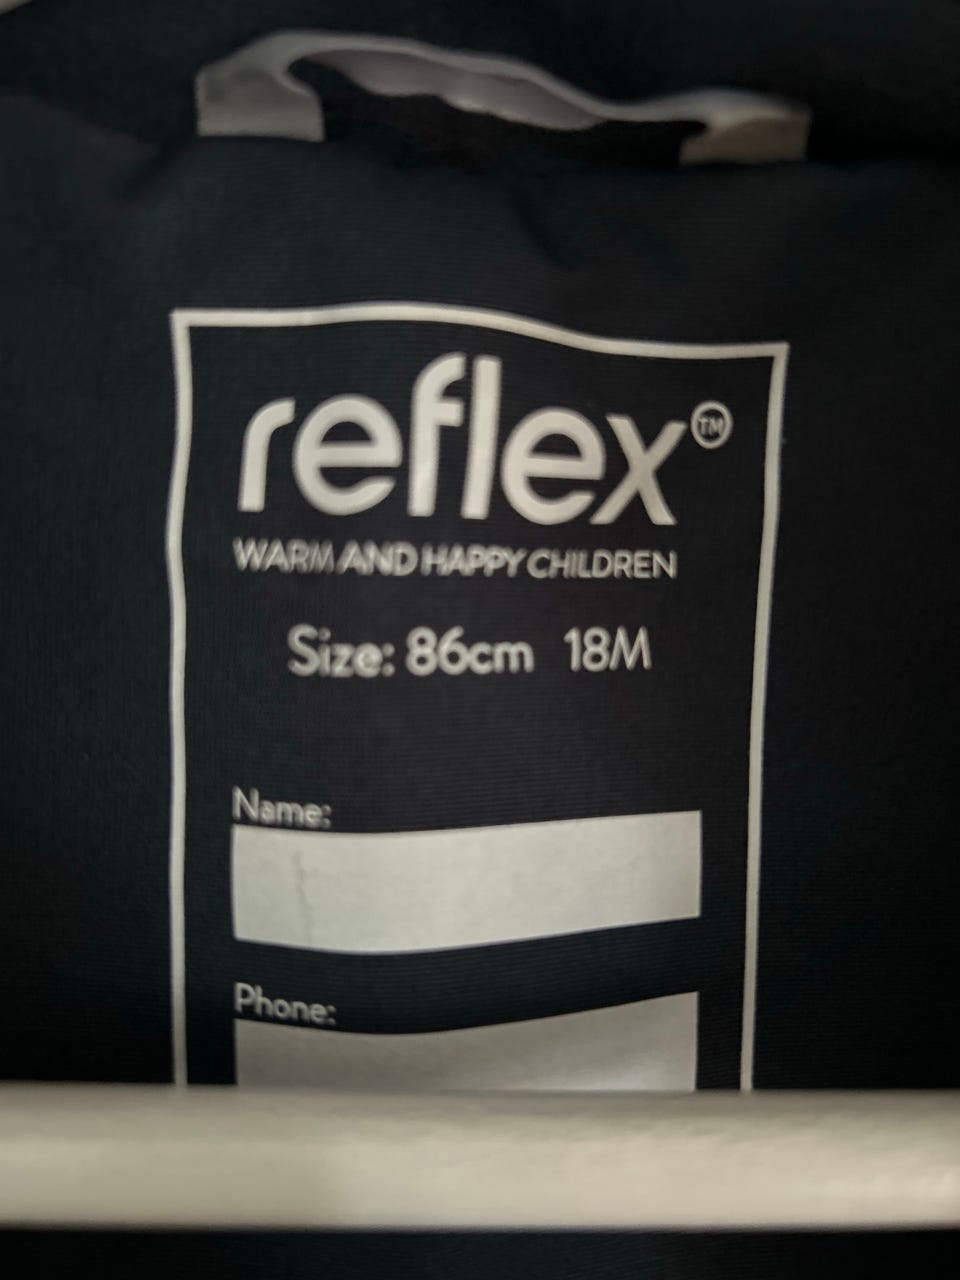 reflex™
WARM AND HAPPY CHILDREN
Size: 86cm 18M
Name:
Phone: